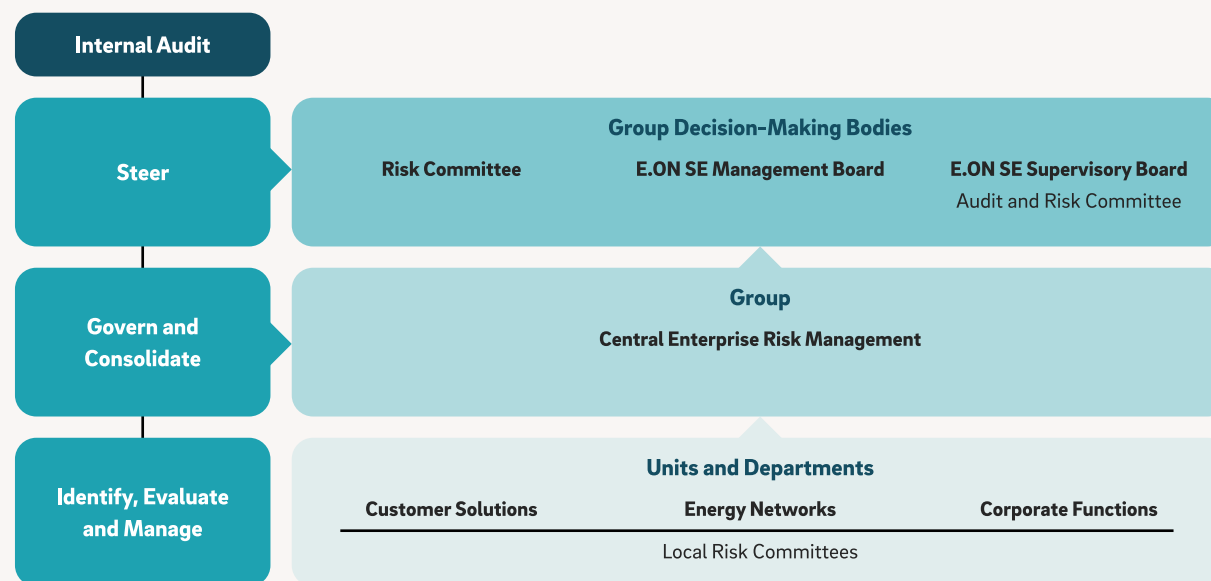 Internal Audit
Steer
Group Decision-Making Bodies
Risk Committee
E.ON SE Management Board
E.ON SE Supervisory Board
Audit and Risk Committee
Govern and
Consolidate
Group
Central Enterprise Risk Management
Identify, Evaluate
and Manage
Units and Departments
Customer Solutions
Energy Networks
Corporate Functions
Local Risk Committees